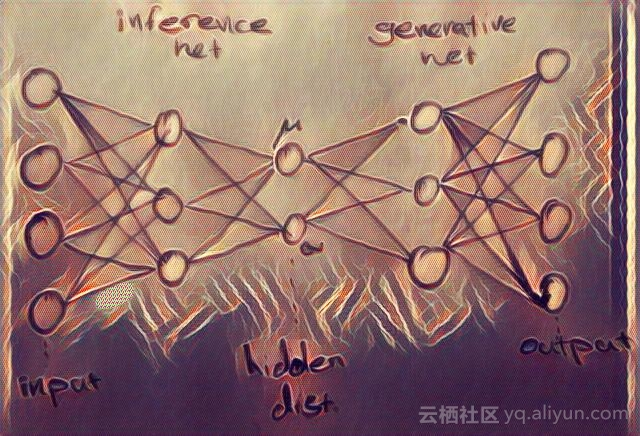 inference
net
generative
net
μ
σ
input
hidden
dist.
output
云栖社区 yq.aliyun.com